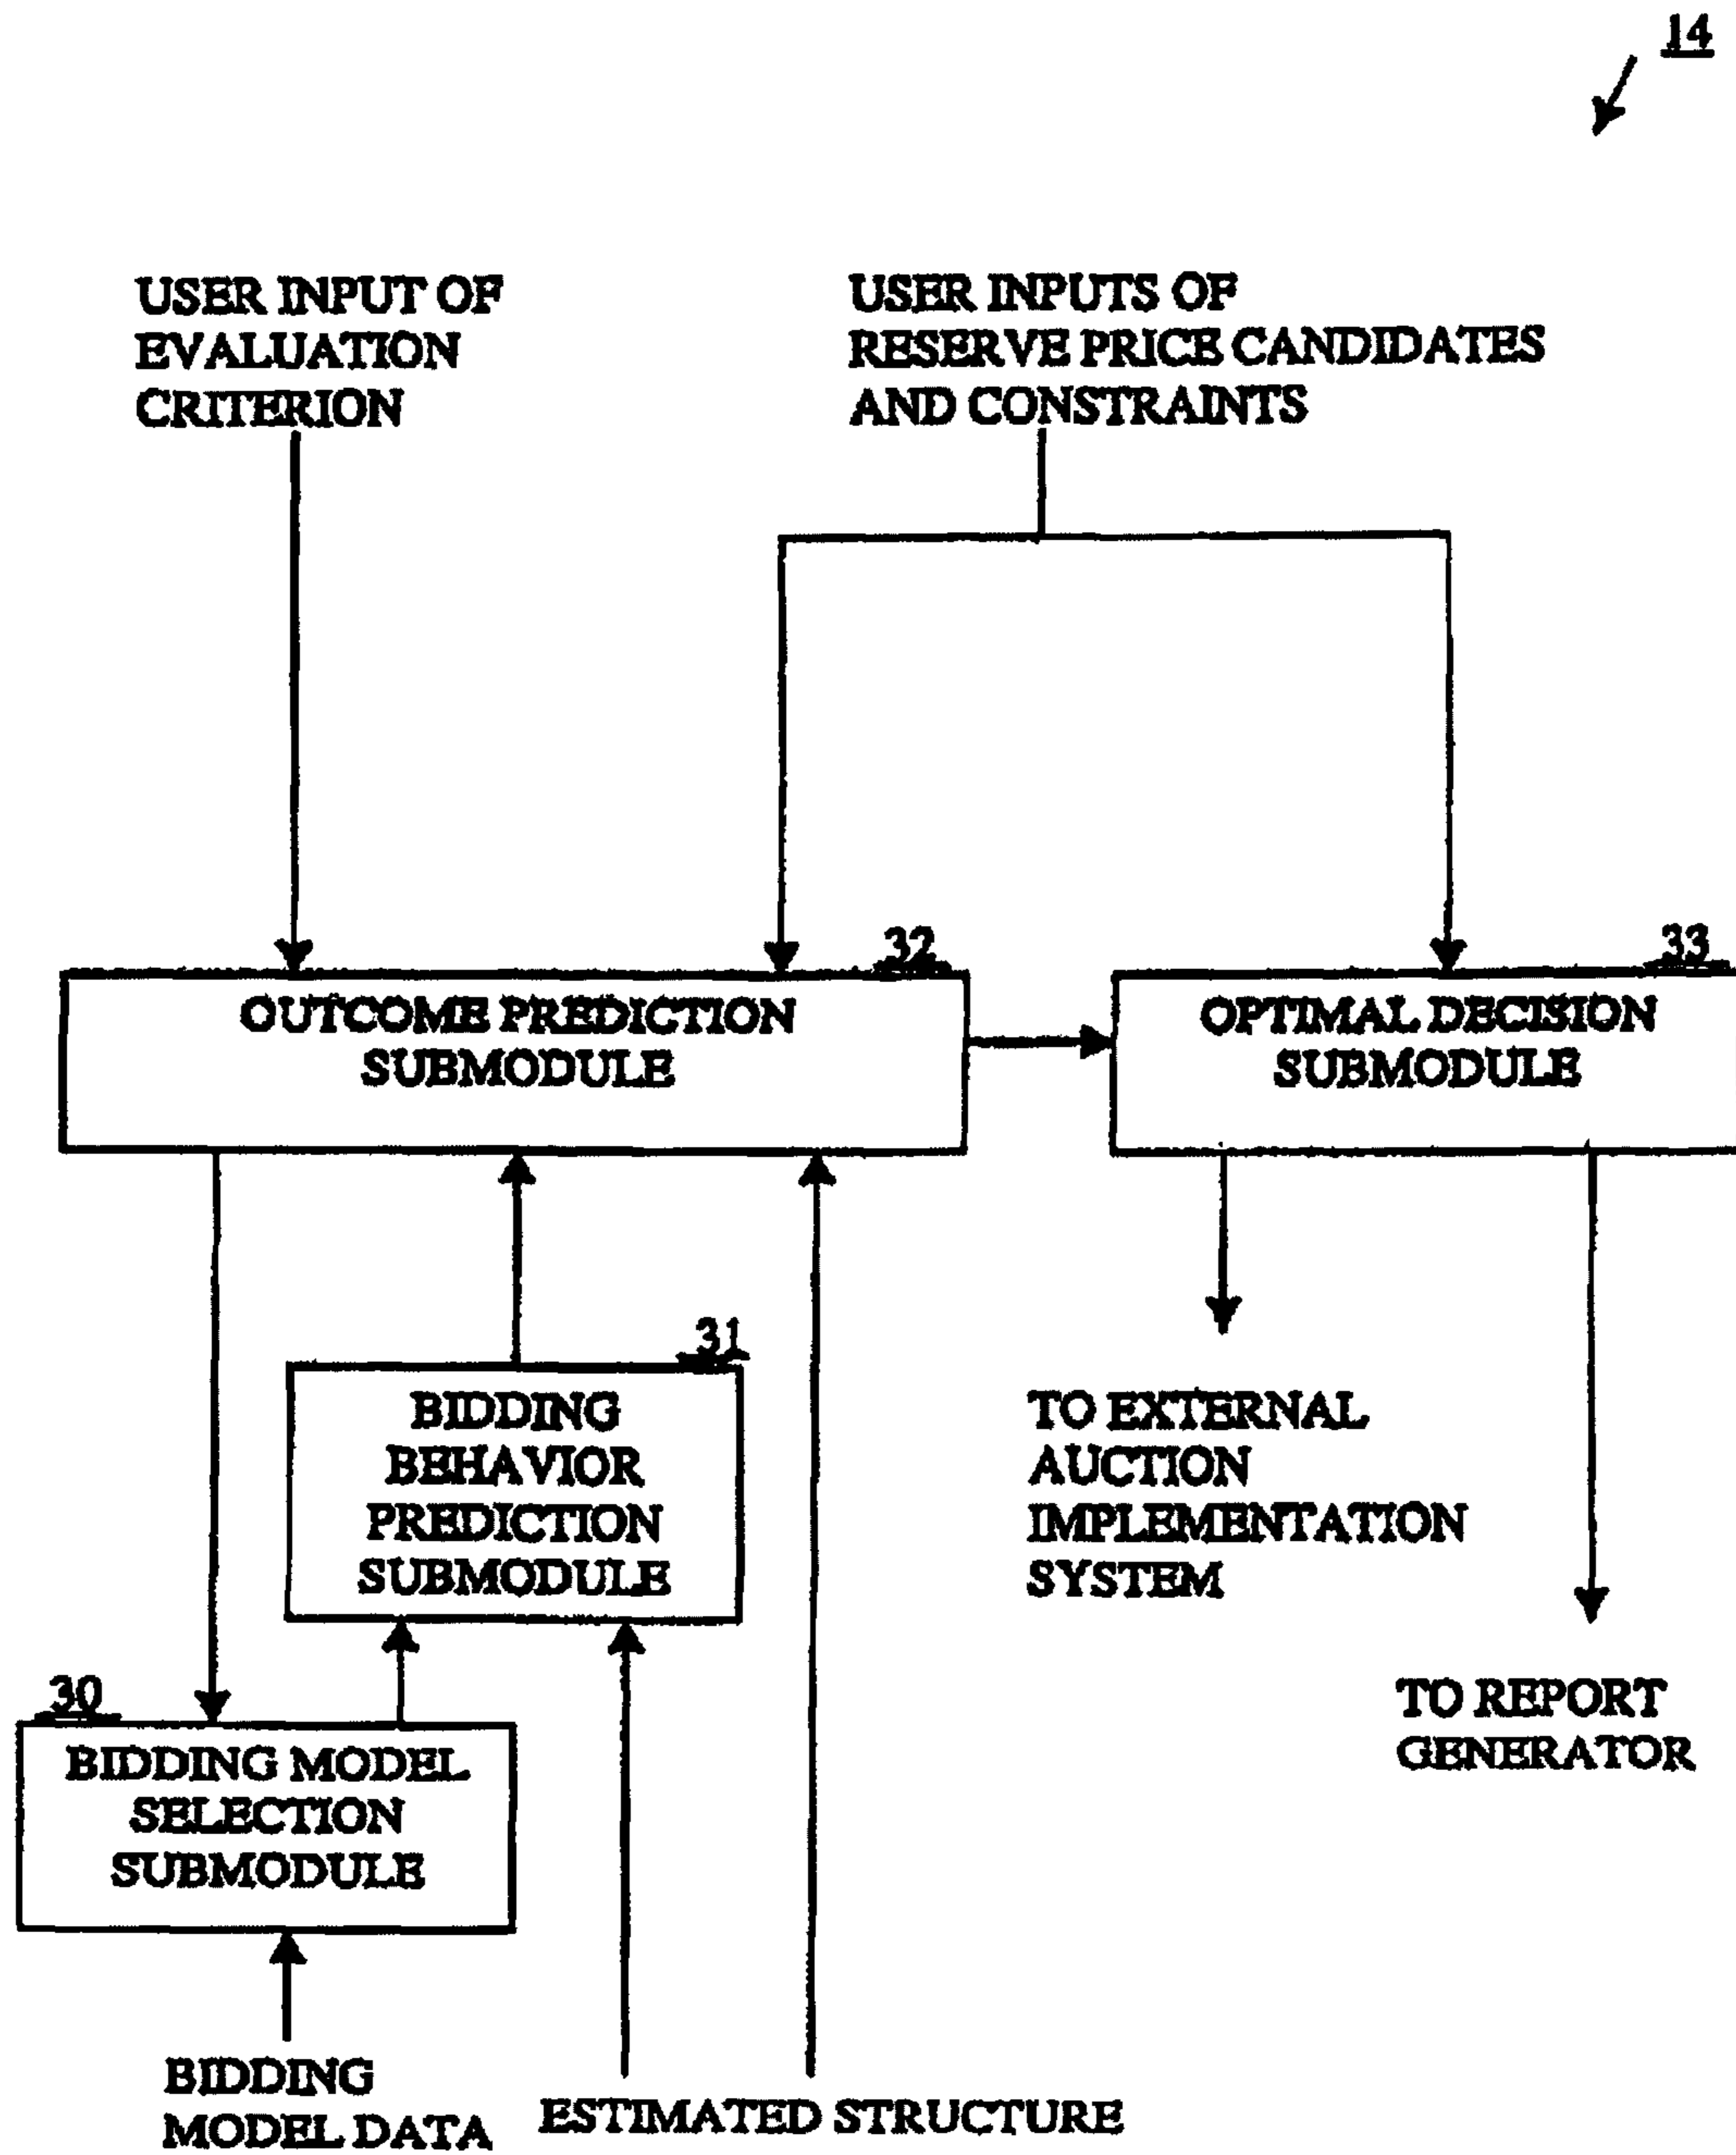 14
USER INPUT OF
EVALUATION
CRITERION
USER INPUTS OF
RESERVE PRICE CANDIDATES
AND CONSTRAINTS
32
OUTCOME PREDICTION
SUBMODULE
33
OPTIMAL DECISION
SUBMODULE
31
BIDDING
BEHAVIOR
PREDICTION
SUBMODULE
TO EXTERNAL
AUCTION
IMPLEMENTATION
SYSTEM
30
BIDDING MODEL
SELECTION
SUBMODULE
TO REPORT
GENERATOR
BIDDING
MODEL DATA
ESTIMATED STRUCTURE